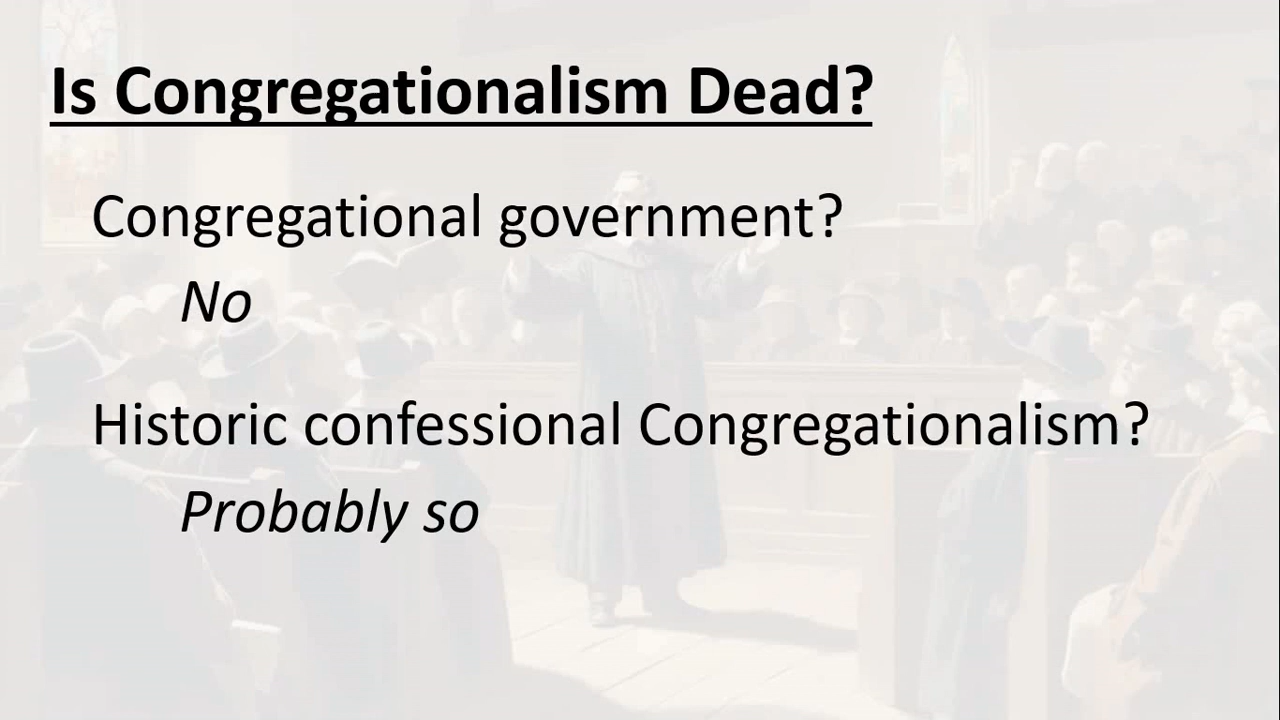 Is Congregationalism Dead?
Congregational government?
No
Historic confessional Congregationalism?
Probably so